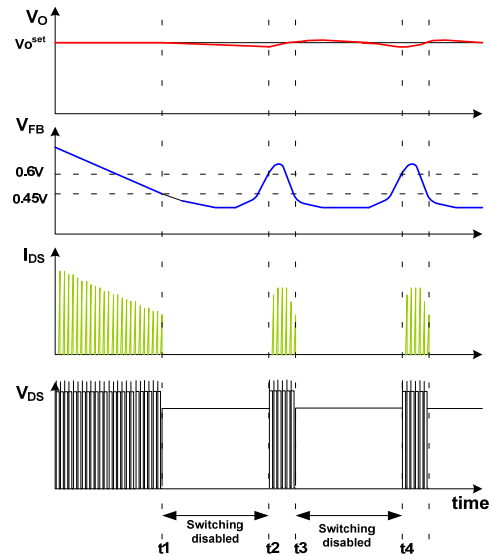 VO
Voset
VFB
0.6V
0.45V
IDS
VDS
time
Switching
disabled
Switching
disabled
t1
t2
t3
t4